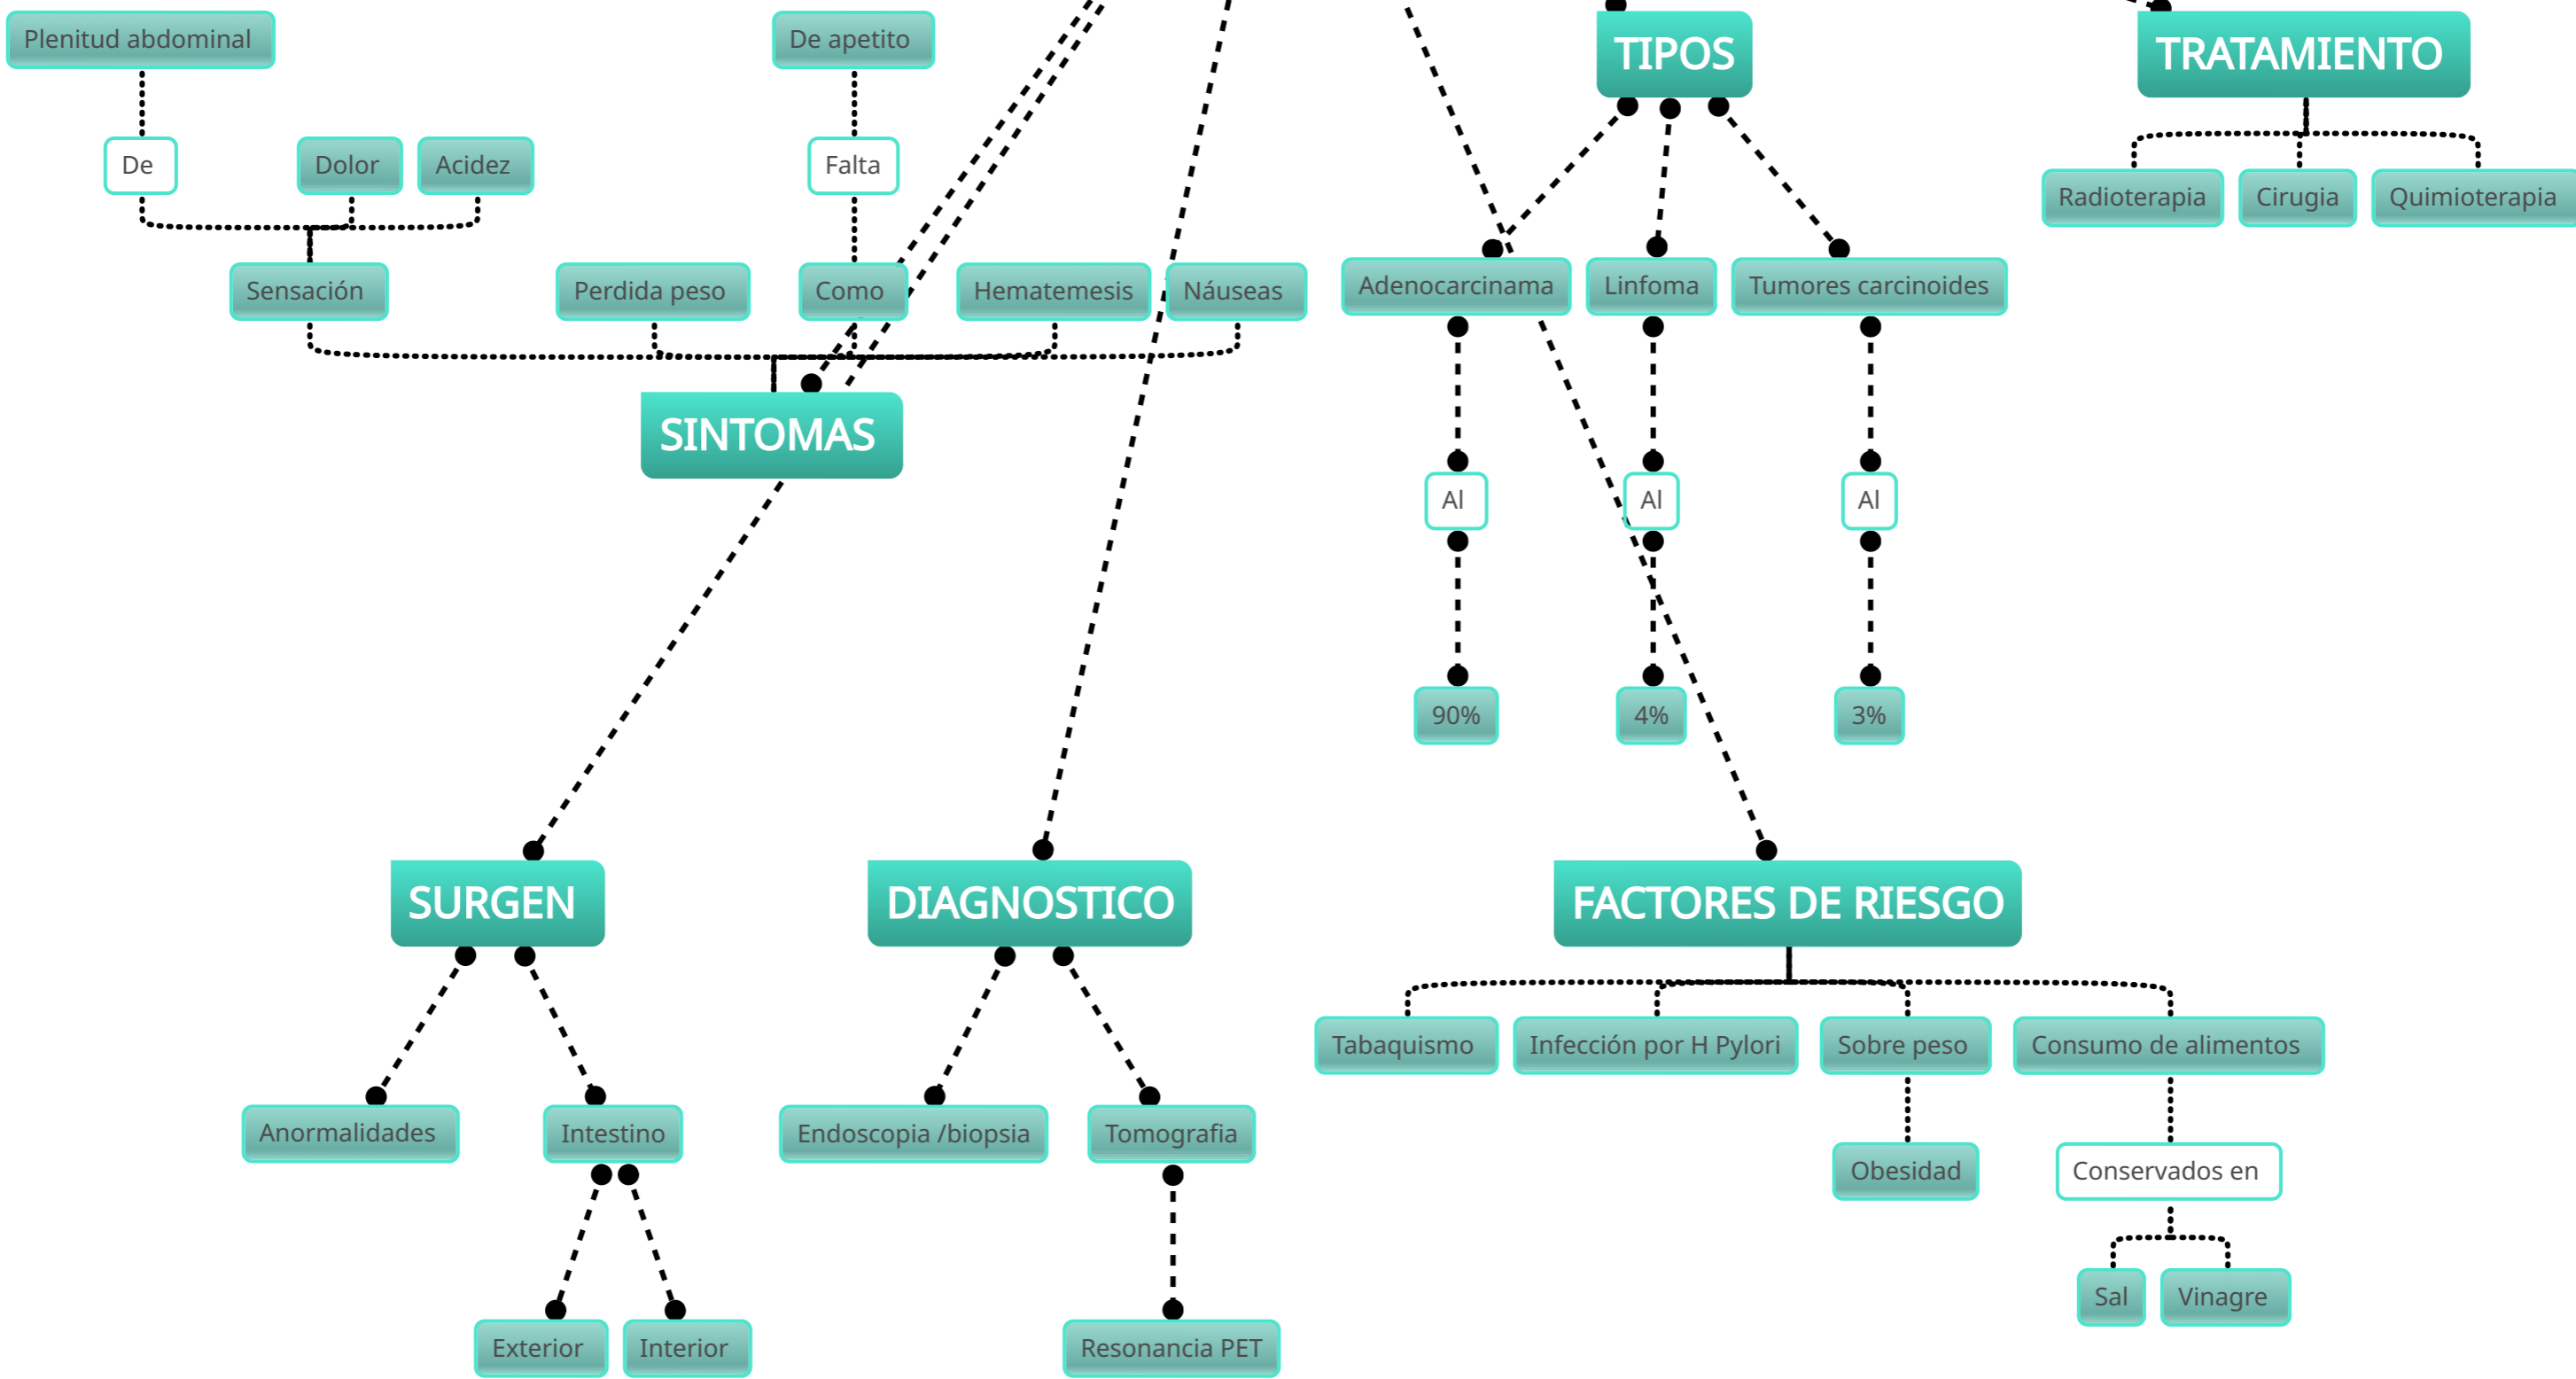 Plenitud abdominal
De apetito
TIPOS
TRATAMIENTO
De
Dolor
Acidez
Falta
Radioterapia
Cirugia
Quimioterapia
Sensación
Perdida peso
Como
Hematemesis
Náuseas
Adenocarcinama
Linfoma
Tumores carcinoides
SINTOMAS
Al
Al
Al
90%
4%
3%
SURGEN
DIAGNOSTICO
FACTORES DE RIESGO
Tabaquismo
Infección por H Pylori
Sobre peso
Consumo de alimentos
Anormalidades
Intestino
Endoscopia /biopsia
Tomografia
Obesidad
Conservados en
Sal
Vinagre
Exterior
Interior
Resonancia PET